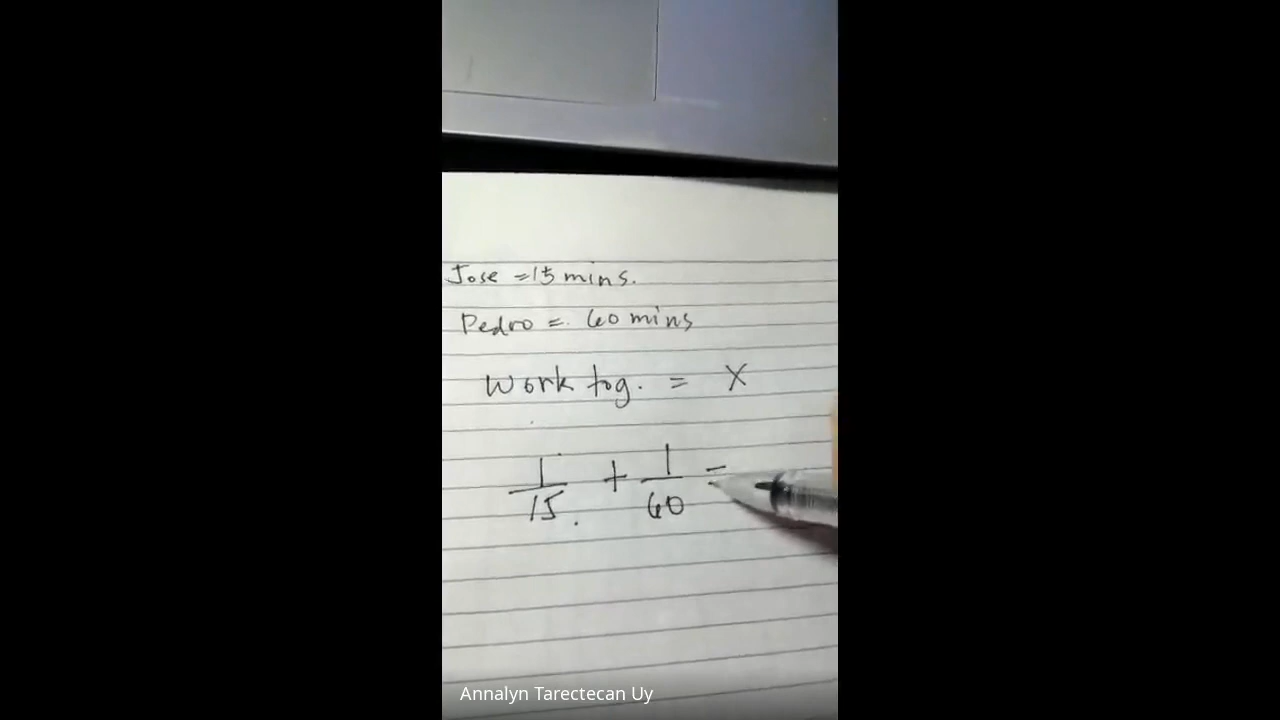 Jose = 15 mins.
Pedro = 60 mins
Work tog. = X
1/15 + 1/60 =
Annalyn Tarectecan Uy